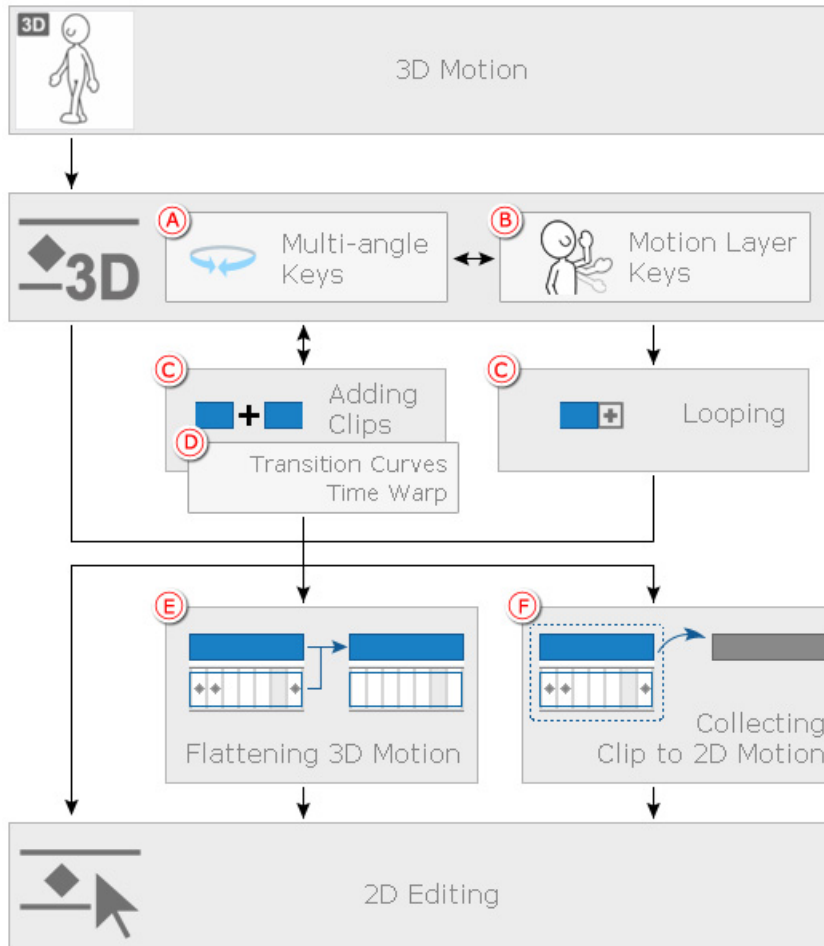 3D
3D Motion
A
B
Multi-angle
Keys
Motion Layer
Keys
3D
C
C
Adding
Clips
Looping
D
Transition Curves
Time Warp
E
F
Flattening 3D Motion
Collecting
Clip to 2D Motion
2D Editing